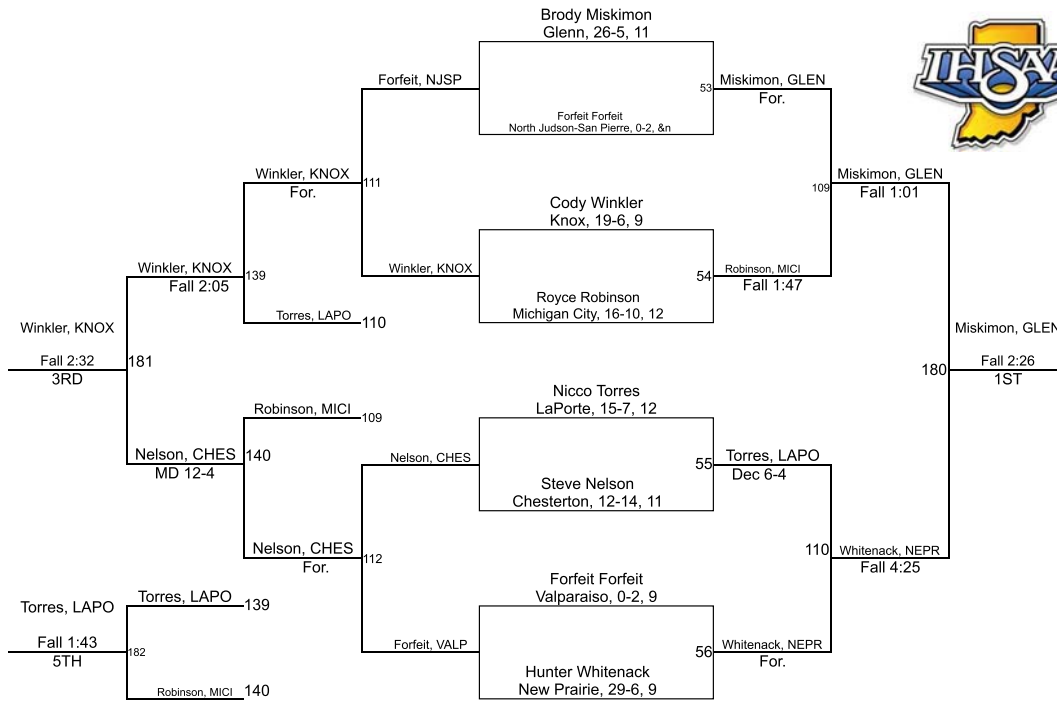 Brody Miskimon
Glenn, 26-5, 11
IHSAA
Forfeit, NJSP
53
Miskimon, GLEN
For.
Forfeit Forfeit
North Judson-San Pierre, 0-2, &n
Winkler, KNOX
For.
111
109
Miskimon, GLEN
Fall 1:01
Cody Winkler
Knox, 19-6, 9
Winkler, KNOX
Fall 2:05
139
Winkler, KNOX
54
Robinson, MICI
Fall 1:47
Royce Robinson
Michigan City, 16-10, 12
Torres, LAPO
110
Winkler, KNOX
Fall 2:32
3RD
181
Miskimon, GLEN
180
Fall 2:26
1ST
Nicco Torres
LaPorte, 15-7, 12
Robinson, MICI
109
Nelson, CHES
MD 12-4
140
Nelson, CHES
55
Torres, LAPO
Dec 6-4
Steve Nelson
Chesterton, 12-14, 11
Nelson, CHES
For.
112
110
Whitenack, NEPR
Fall 4:25
Forfeit Forfeit
Valparaiso, 0-2, 9
Torres, LAPO
139
Torres, LAPO
Fall 1:43
5TH
182
Forfeit, VALP
56
Whitenack, NEPR
For.
Hunter Whitenack
New Prairie, 29-6, 9
Robinson, MICI
140